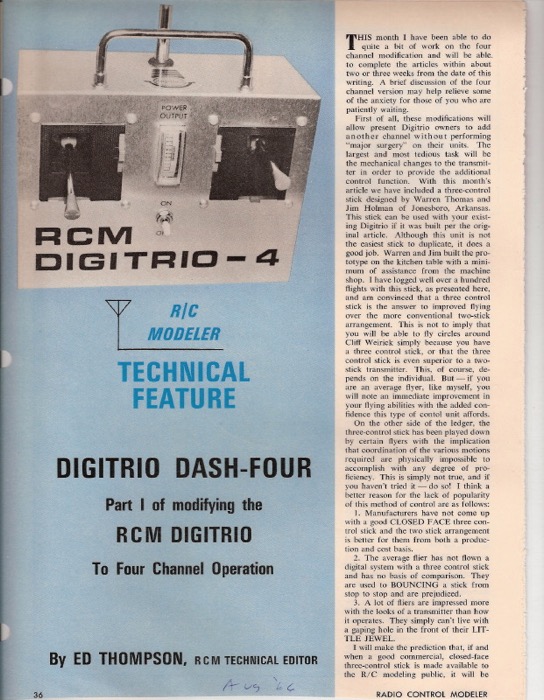 POWER
OUTPUT
ON
RCM
DIGITRIO-4
R/C
MODELER
TECHNICAL
FEATURE
DIGITRIO DASH-FOUR
Part I of modifying the
RCM DIGITRIO
To Four Channel Operation
By ED THOMPSON, RCM TECHNICAL EDITOR
Aug '66
36
THIS month I have been able to do
quite a bit of work on the four
channel modification and will be able
to complete the articles within about
two or three weeks from the date of this
writing. A brief discussion of the four
channel version may help relieve some
of the anxiety for those of you who are
patiently waiting.
First of all, these modifications will
allow present Digitrio owners to add
another channel without performing
"major surgery" on their units. The
largest and most tedious task will be
the mechanical changes to the transmit-
ter in order to provide the additional
control function. With this month's
article we have included a three-control
stick designed by Warren Thomas and
Jim Holman of Jonesboro, Arkansas.
This stick can be used with your exist-
ing Digitrio if it was built per the orig-
inal article. Although this unit is not
the easiest stick to duplicate, it does a
good job. Warren and Jim built the pro-
totype on the kitchen table with a mini-
mum of assistance from the machine
shop. I have logged well over a hundred
flights with this stick, as presented here,
and am convinced that a three control
stick is the answer to improved flying
over the more conventional two-stick
arrangement. This is not to imply that
you will be able to fly circles around
Cliff Weirick simply because you have
a three control stick, or that the three
control stick is even superior to a two-
stick transmitter. This, of course, de-
pends on the individual. But — if you
are an average flyer, like myself, you
will note an immediate improvement in
your flying abilities with the added con-
fidence this type of contol unit affords.
On the other side of the ledger, the
three-control stick has been played down
by certain flyers with the implication
that coordination of the various motions
required are physically impossible to
accomplish with any degree of pro-
ficiency. This is simply not true, and if
you haven't tried it — do so! I think a
better reason for the lack of popularity
of this method of control are as follows:
1. Manufacturers have not come up
with a good CLOSED FACE three con-
trol stick and the two stick arrangement
is better for them from both a produc-
tion and cost basis.
2. The average flier has not flown a
digital system with a three control stick
and has no basis of comparison. They
are used to BOUNCING a stick from
stop to stop and are prejudiced.
3. A lot of fliers are impressed more
with the looks of a transmitter than how
it operates. They simply can't live with
a gaping hole in the front of their LIT-
TLE JEWEL.
I will make the prediction that, if and
when a good commercial, closed-face
three-control stick is made available to
the R/C modeling public, it will be
RADIO CONTROL MODELER